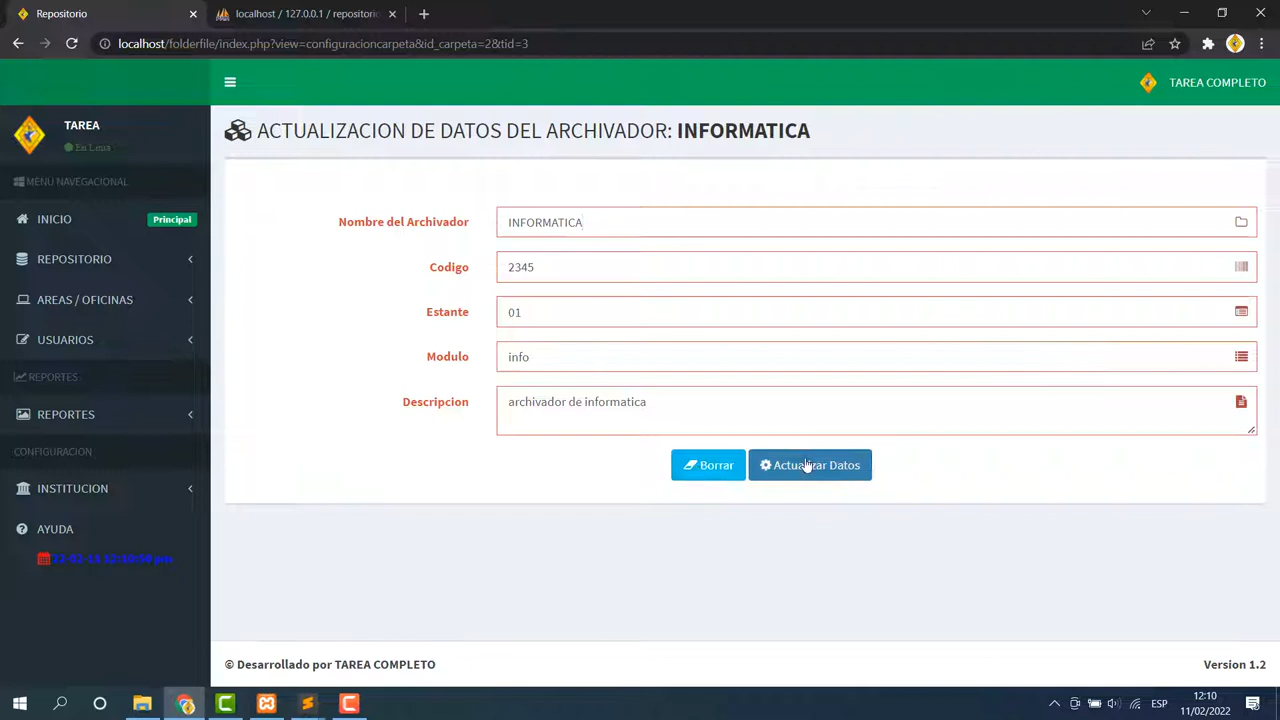 Repositorio
localhost / 127.0.0.1 / repositorio
localhost/folderfile/index.php?view=configuracioncarpeta&id_carpeta=2&tid=3
TAREA COMPLETO
TAREA
En Linea
MENU NAVEGACIONAL
INICIO
Principal
REPOSITORIO
AREAS / OFICINAS
USUARIOS
REPORTES
REPORTES
CONFIGURACION
INSTITUCION
AYUDA
ACTUALIZACION DE DATOS DEL ARCHIVADOR: INFORMATICA
Nombre del Archivador INFORMATICA
Codigo 2345
Estante 01
Modulo info
Descripcion archivador de informatica
Borrar Actualizar Datos
© Desarrollado por TAREA COMPLETO Version 1.2
ESP
12:10
11/02/2022